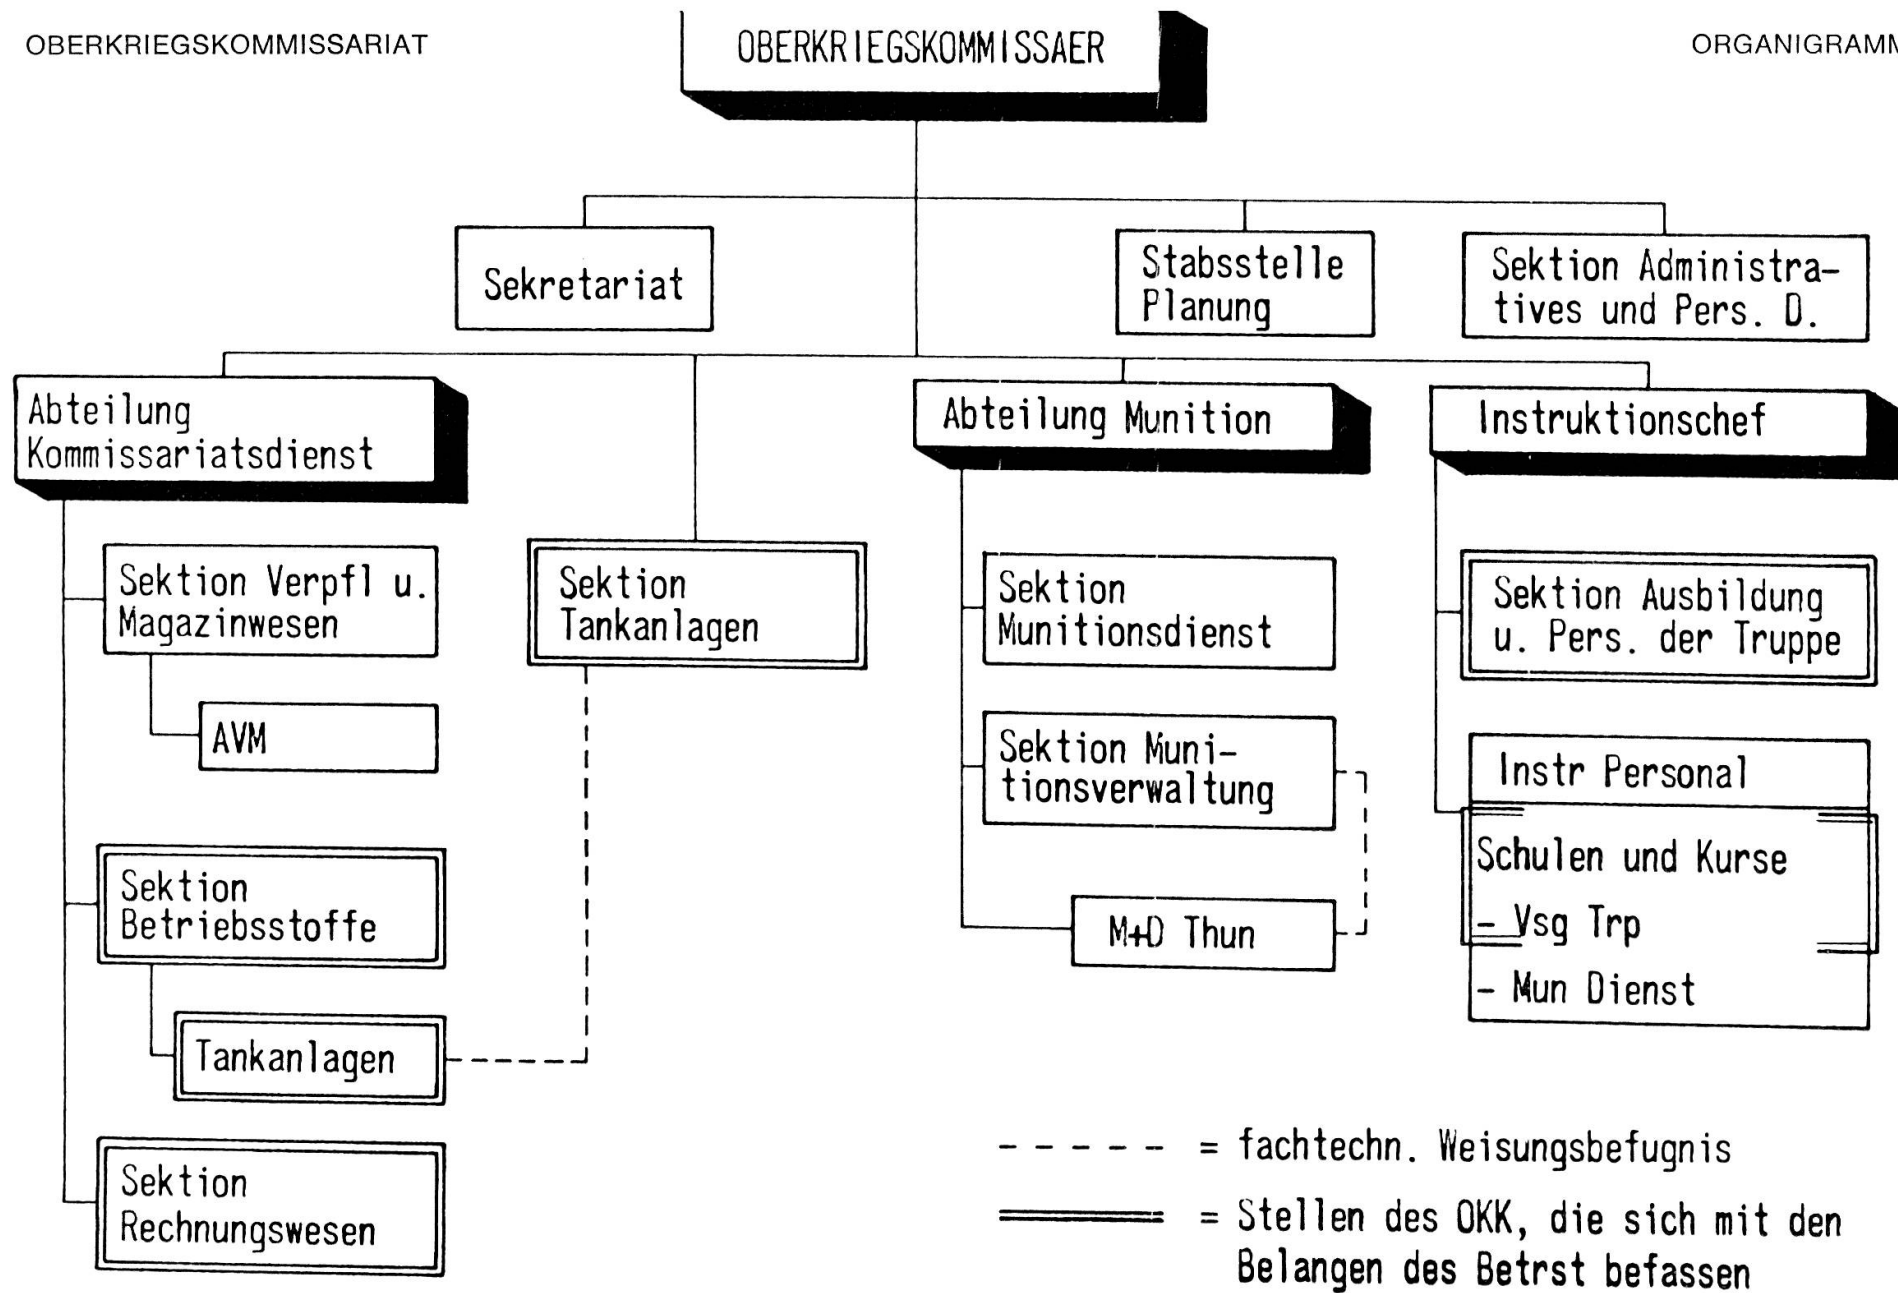 OBERKRIEGSKOMMISSARIAT
OBERKRIEGSKOMMISSAER
ORGANIGRAMM
Sekretariat
Stabsstelle
Planung
Sektion Administra-
tives und Pers. D.
Abteilung
Kommissariatsdienst
Abteilung Munition
Instruktionschef
Sektion Verpfl u.
Magazinwesen
AVM
Sektion
Betriebsstoffe
Tankanlagen
Sektion
Rechnungswesen
Sektion
Tankanlagen
Sektion
Munitionsdienst
Sektion Muni-
tionsverwaltung
M+D Thun
Sektion Ausbildung
u. Pers. der Truppe
Instr Personal
Schulen und Kurse
- Vsg Trp
- Mun Dienst
= fachtechn. Weisungsbefugnis
= Stellen des OKK, die sich mit den
Belangen des Betrst befassen